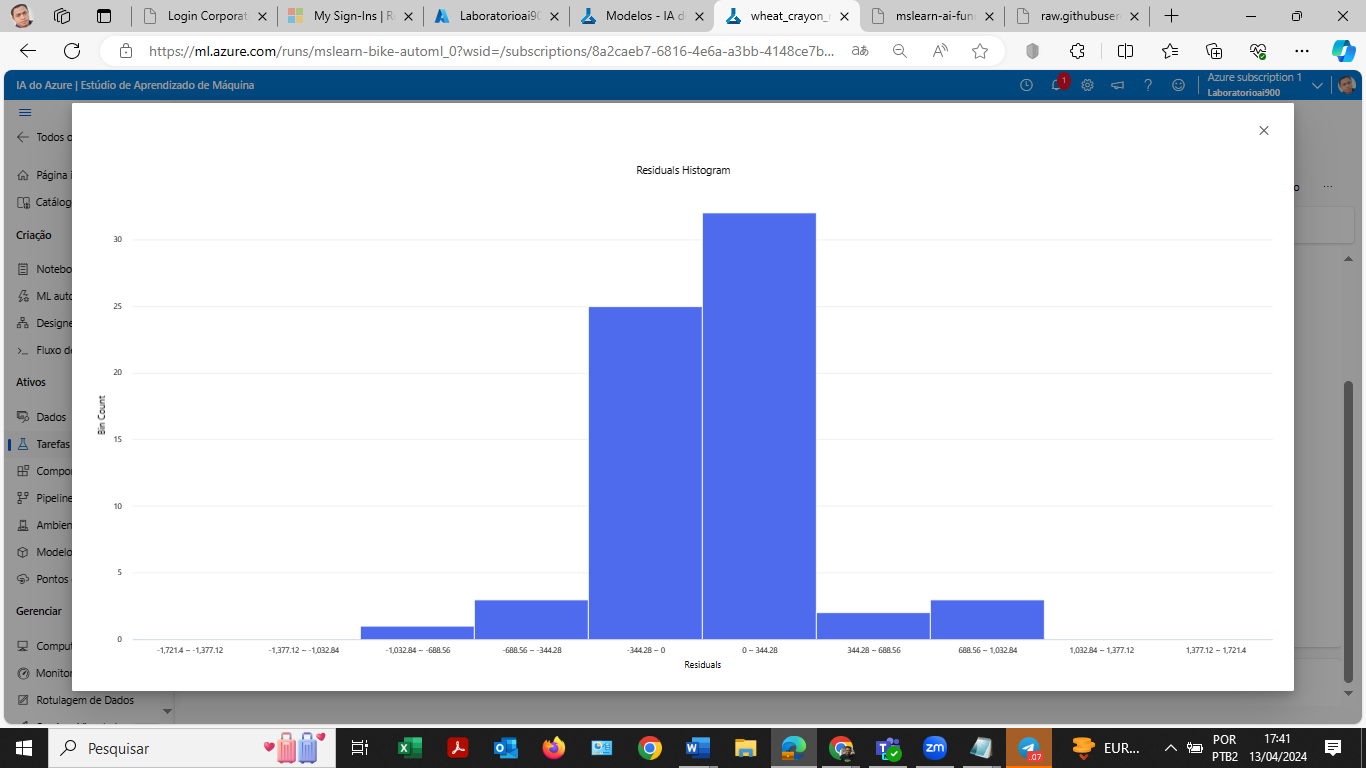 Login Corporat
My Sign-Ins | R
Laboratorioai90
Modelos - IA d
wheat_crayon_
mslearn-ai-fun
raw.githubuser
https://ml.azure.com/runs/mslearn-bike-automl_0?wsid=/subscriptions/8a2caeb7-6816-4e6a-a3bb-4148ce7b...
IA do Azure | Estúdio de Aprendizado de Máquina
1
Azure subscription 1
Laboratorioai900
Todos o
Página i
Catálog
Criação
Notebo
ML auto
Designe
Fluxo de
Ativos
Dados
Tarefas
Compo
Pipeline
Ambien
Modelo
Pontos
Gerenciar
Comput
Monitor
Rotulagem de Dados
o
Residuals Histogram
30
25
20
15
10
5
0
Bin Count
-1,721.4 ~ -1,377.12
-1,377.12 ~ -1,032.84
-1,032.84 ~ -688.56
-688.56 ~ -344.28
-344.28 ~ 0
0 ~ 344.28
344.28 ~ 688.56
688.56 ~ 1,032.84
1,032.84 ~ 1,377.12
1,377.12 ~ 1,721.4
Residuals
Pesquisar
zm
.07
EUR...
POR
PTB2
17:41
13/04/2024